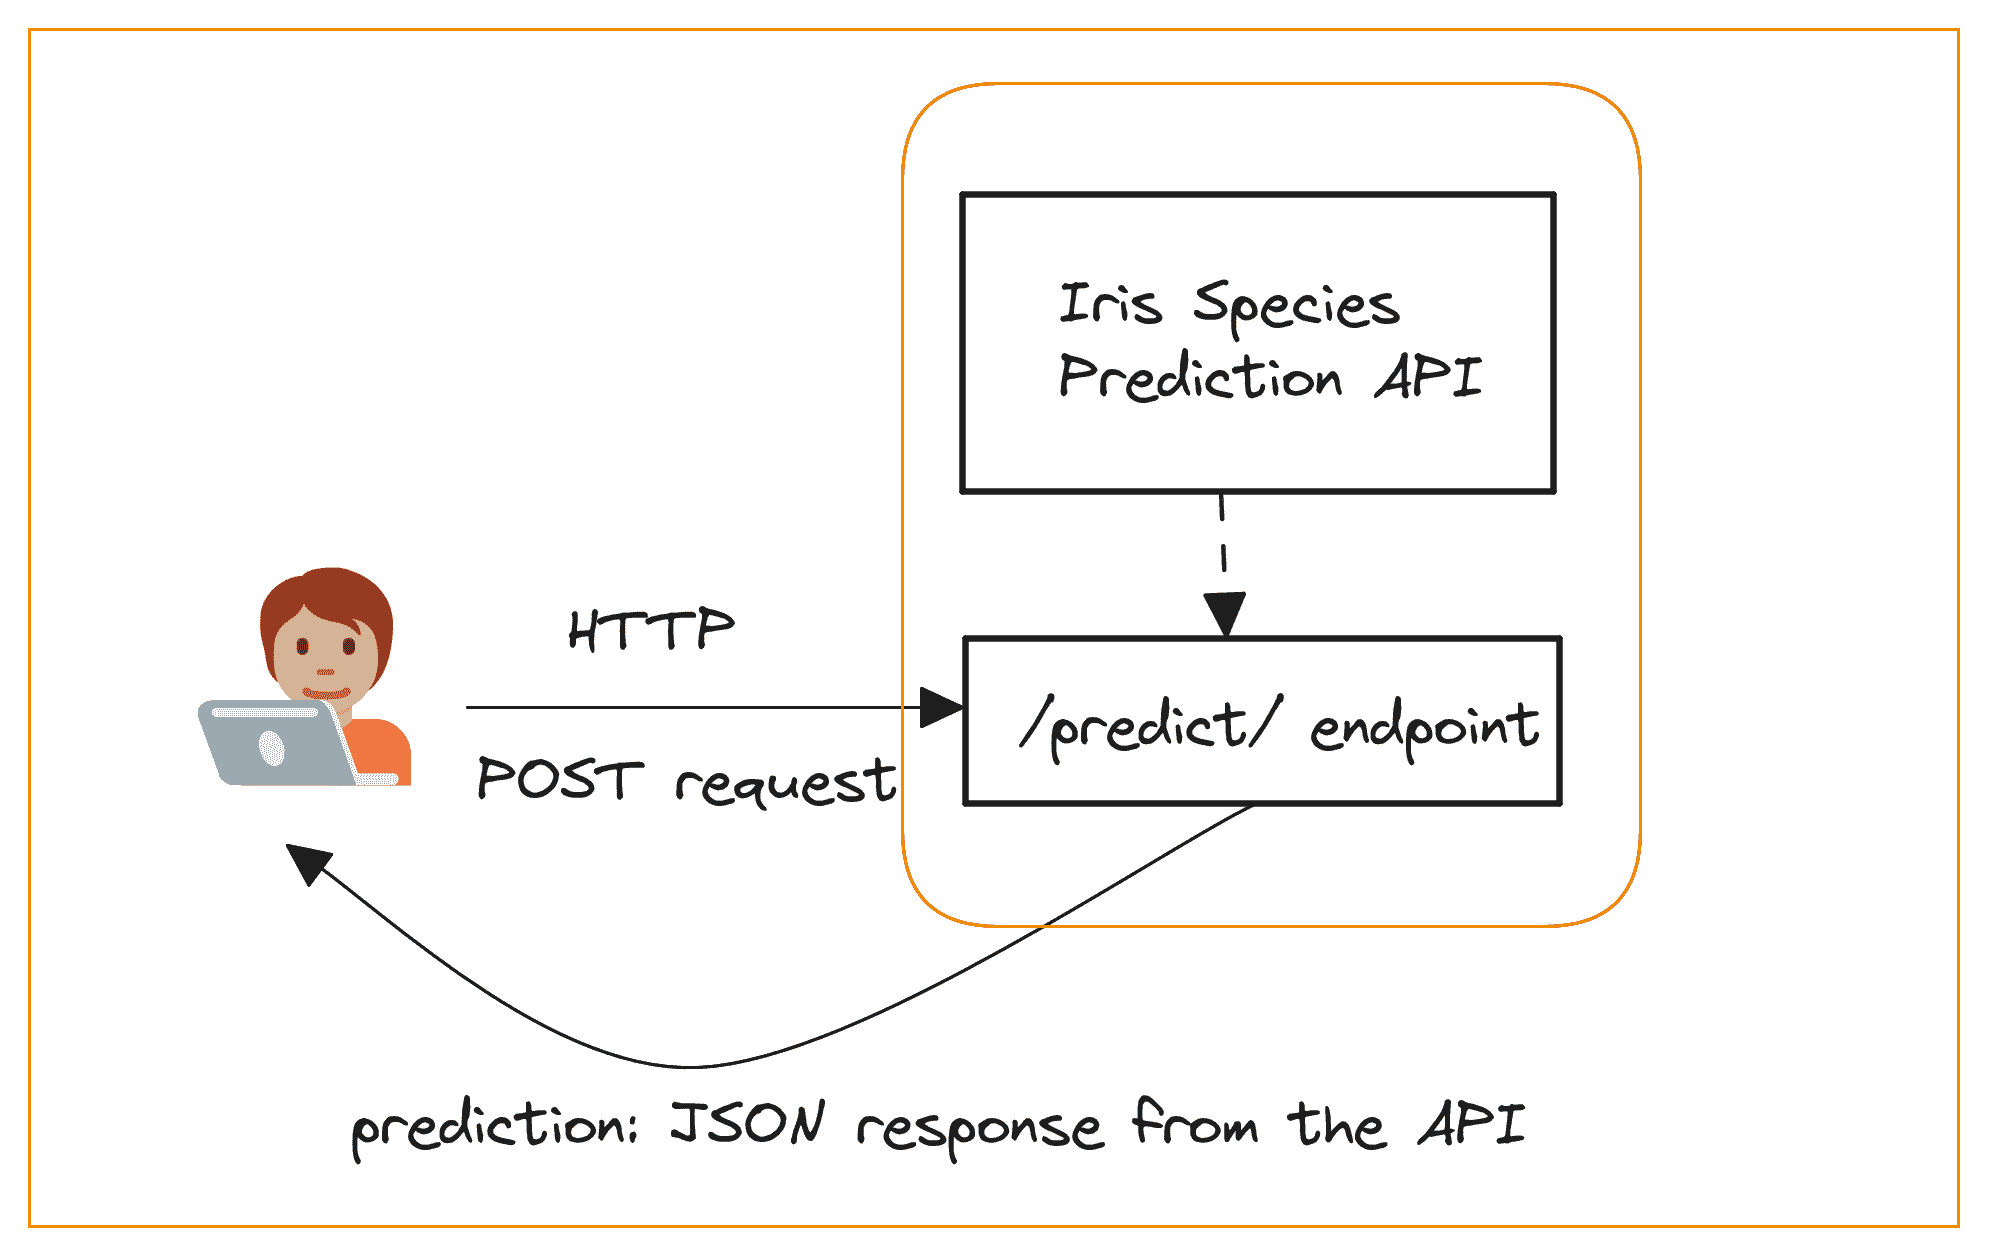 Iris Species
Prediction API
HTTP
/predict/ endpoint
POST request
prediction: JSON response from the API